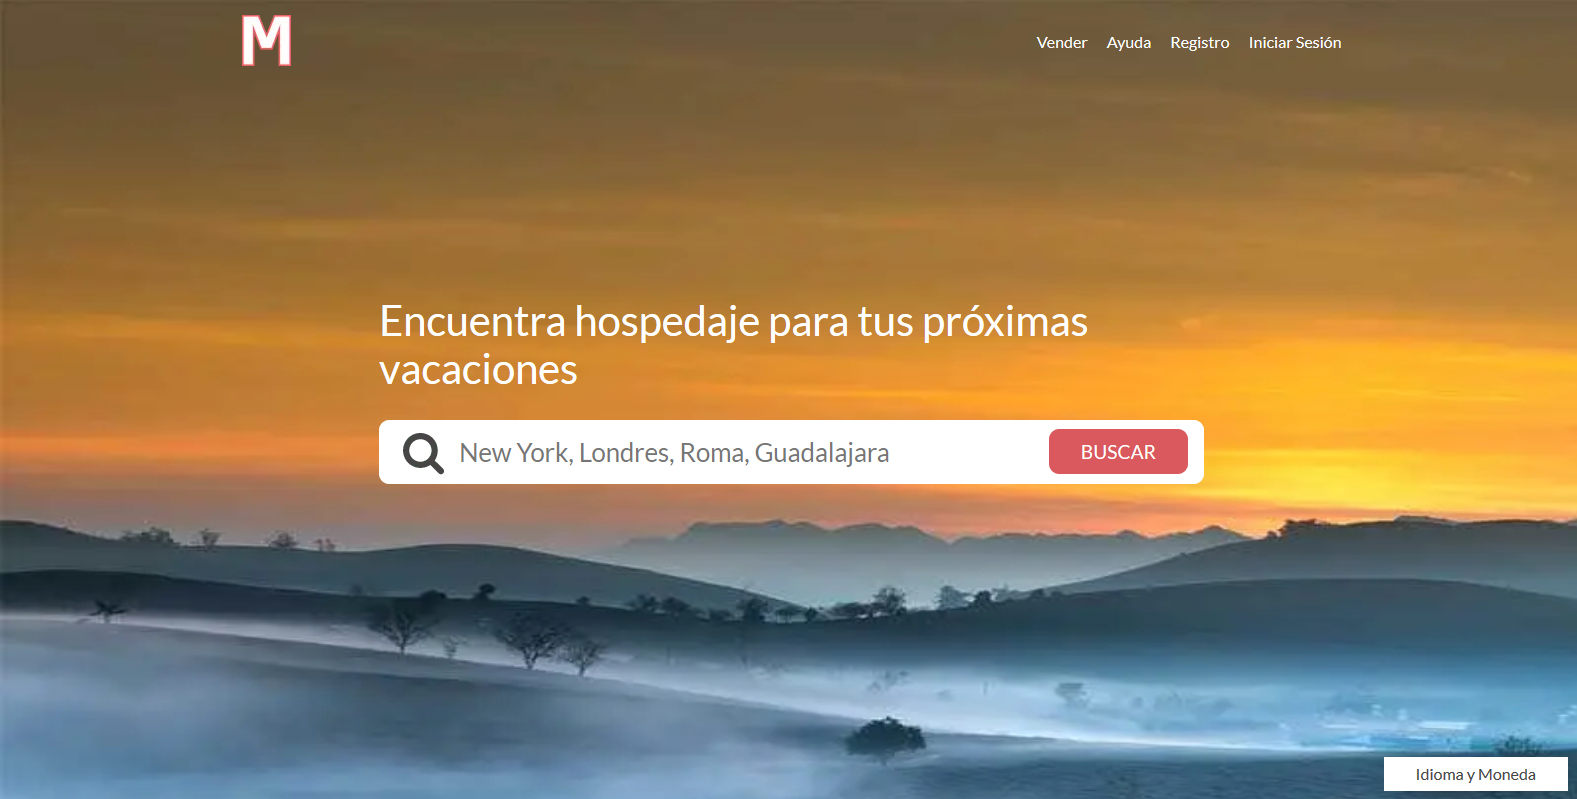 M
Vender Ayuda Registro Iniciar Sesión
Encuentra hospedaje para tus próximas
vacaciones
New York, Londres, Roma, Guadalajara
BUSCAR
Idioma y Moneda